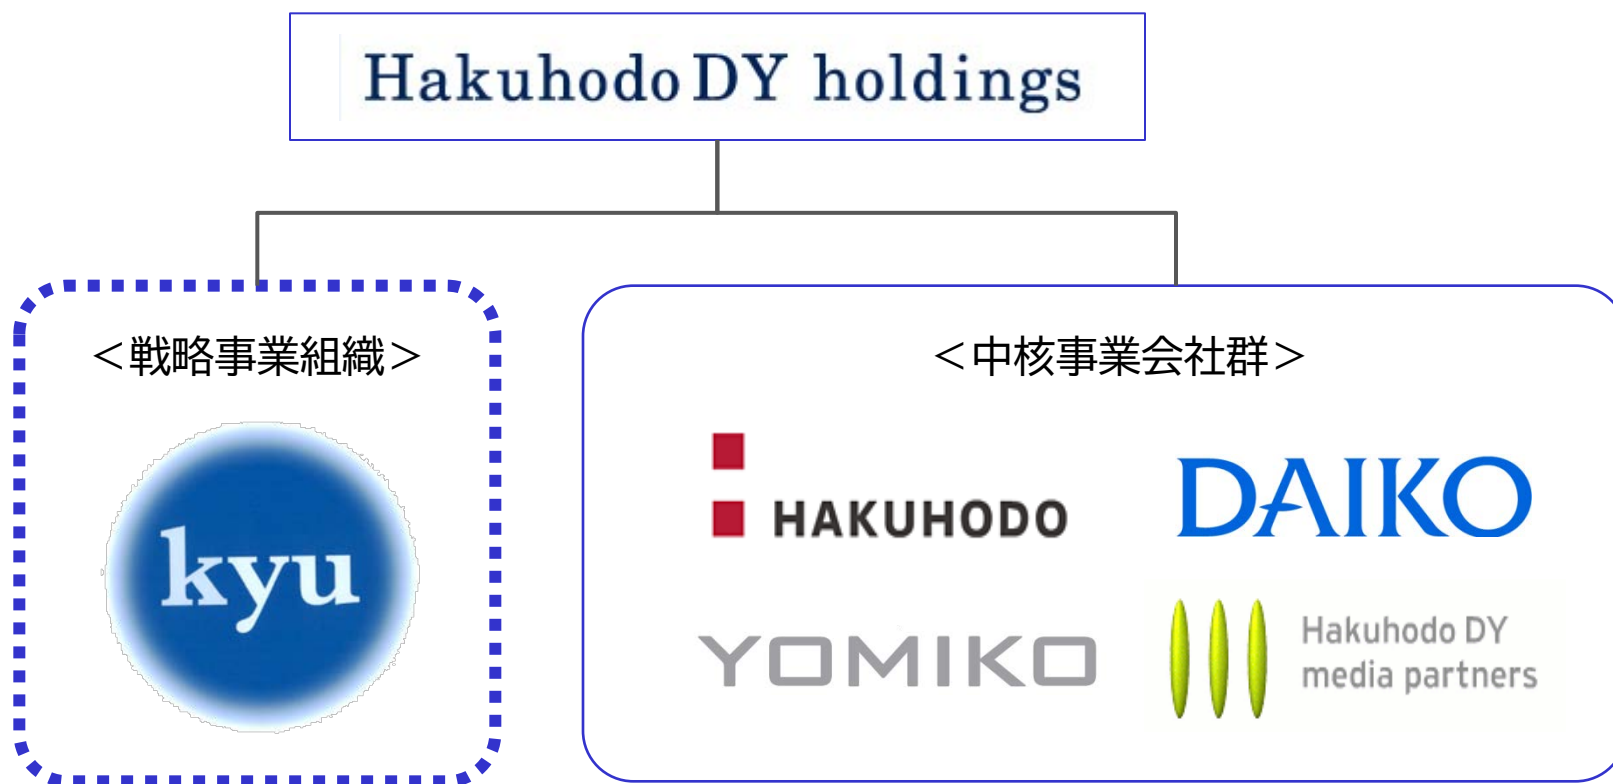 Hakuhodo DY holdings
＜戦略事業組織＞
kyu
＜中核事業会社群＞
HAKUHODO
DAIKO
YOMIKO
Hakuhodo DY
media partners